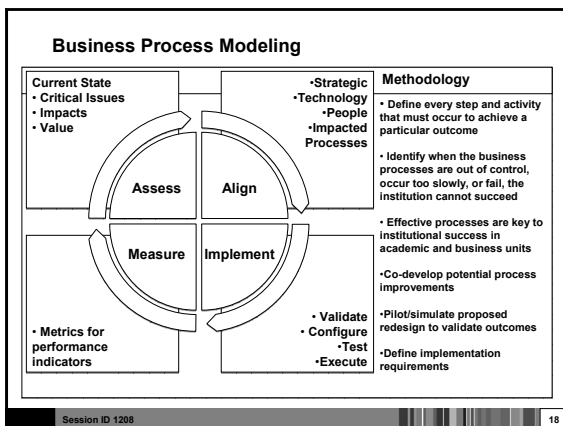 Business Process Modeling
Current State
• Critical Issues
• Impacts
• Value
•Strategic
•Technology
•People
•Impacted
Processes
Assess
Align
Measure
Implement
• Metrics for
performance
indicators
• Validate
• Configure
•Test
•Execute
Methodology
• Define every step and activity
that must occur to achieve a
particular outcome
• Identify when the business
processes are out of control,
occur too slowly, or fail, the
institution cannot succeed
• Effective processes are key to
institutional success in
academic and business units
•Co-develop potential process
improvements
•Pilot/simulate proposed
redesign to validate outcomes
•Define implementation
requirements
Session ID 1208
18